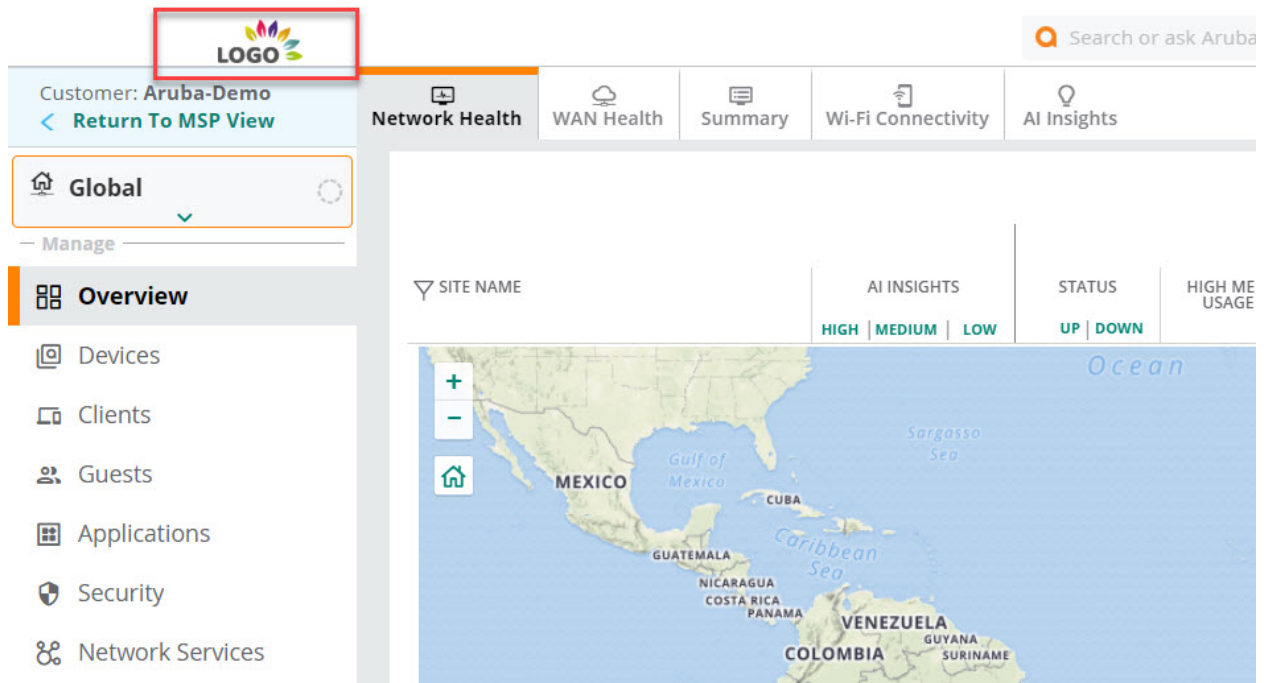 LOGO
Search or ask Aruba
Customer: Aruba-Demo
Return To MSP View
Network Health
WAN Health
Summary
Wi-Fi Connectivity
AI Insights
Global
Manage
Overview
Devices
Clients
Guests
Applications
Security
Network Services
SITE NAME
AI INSIGHTS
HIGH | MEDIUM | LOW
STATUS
UP | DOWN
HIGH ME
USAGE
+
−
Ocean
Sargasso
Sea
Gulf of
Mexico
MEXICO
CUBA
Caribbean
Sea
GUATEMALA
NICARAGUA
COSTA RICA
PANAMA
VENEZUELA
GUYANA
COLOMBIA
SURINAME